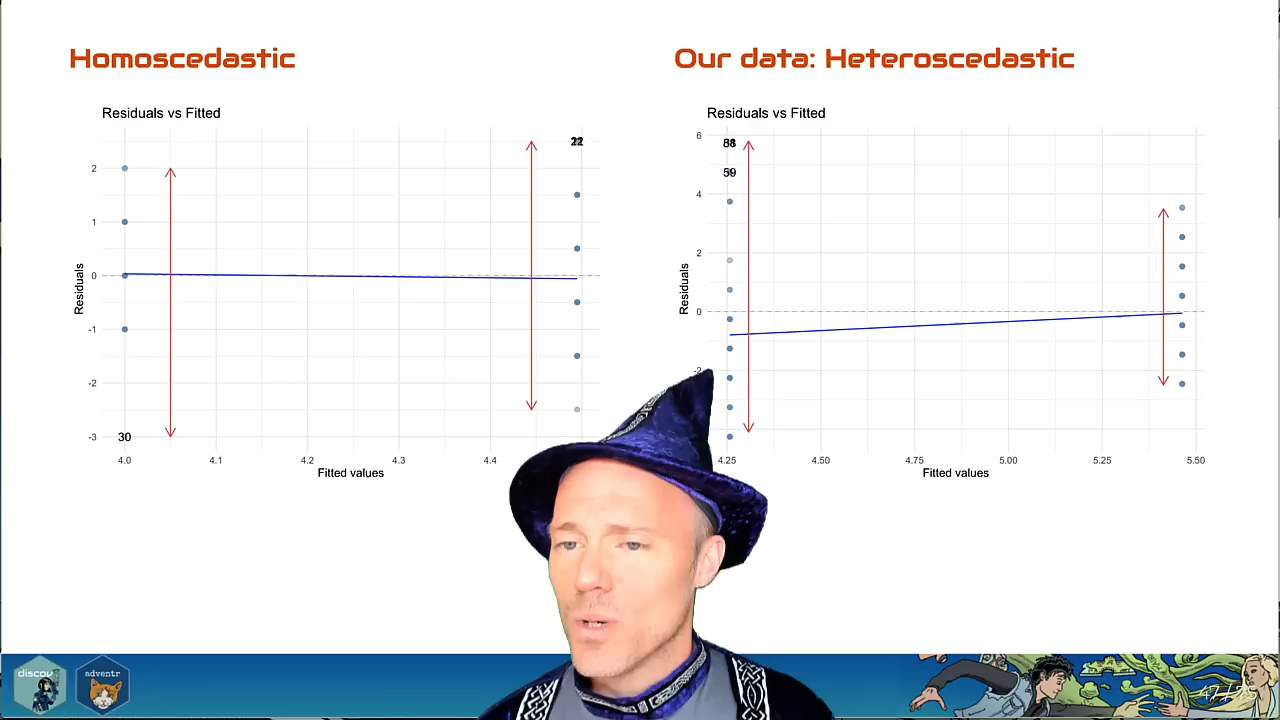 Homoscedastic
Residuals vs Fitted
2
1
0
-1
-2
-3
30
Residuals
4.0
4.1
4.2
4.3
4.4
Fitted values
Our data: Heteroscedastic
Residuals vs Fitted
6
4
2
0
-2
59
Residuals
4.25
4.50
4.75
5.00
5.25
5.50
Fitted values
discov
adventr